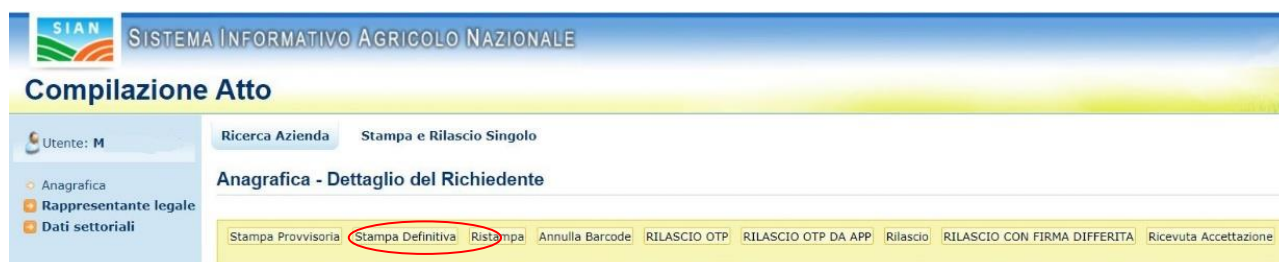 SIAN
SISTEMA INFORMATIVO AGRICOLO NAZIONALE
Compilazione Atto
Utente: M
Ricerca Azienda Stampa e Rilascio Singolo
Anagrafica - Dettaglio del Richiedente
Anagrafica
Rappresentante legale
Dati settoriali
Stampa Provvisoria Stampa Definitiva Ristampa Annulla Barcode RILASCIO OTP RILASCIO OTP DA APP Rilascio RILASCIO CON FIRMA DIFFERITA Ricevuta Accettazione